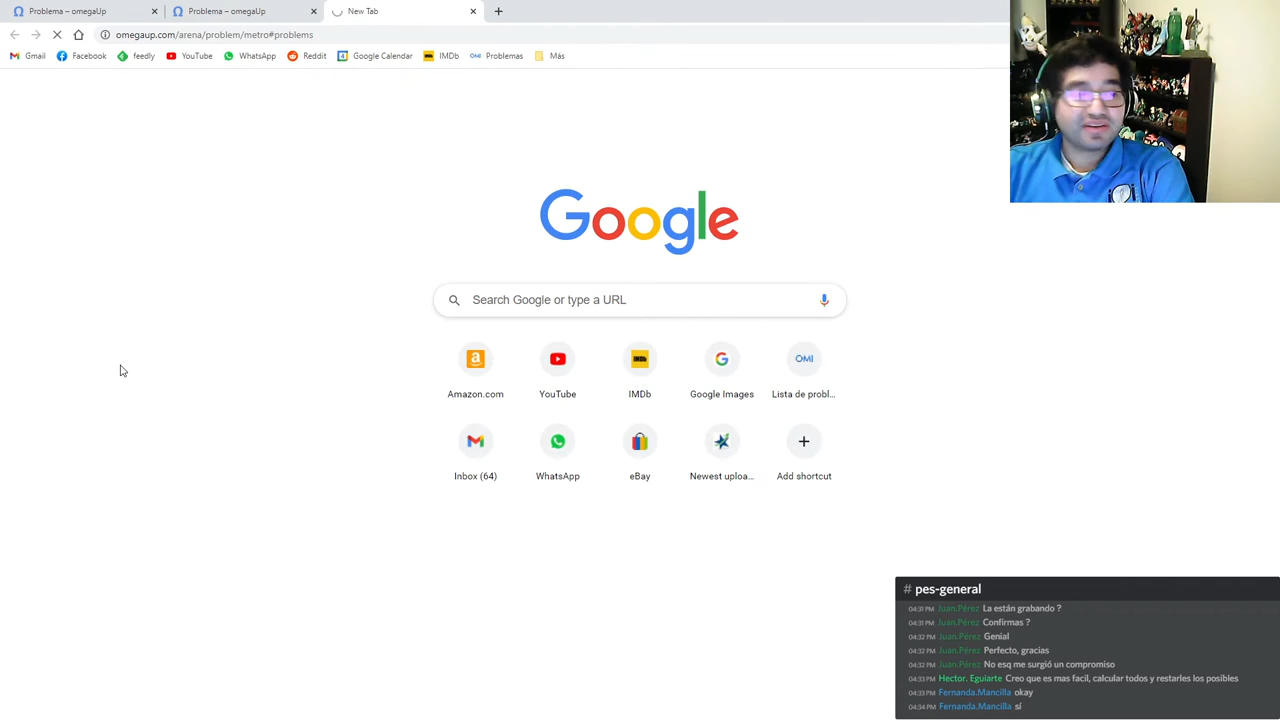 Problema – omegaUp
Problema – omegaUp
New Tab
omegaup.com/arena/problem/metro#problems
Gmail
Facebook
feedly
YouTube
WhatsApp
Reddit
Google Calendar
IMDb
OMI Problemas
Más
Google
Search Google or type a URL
Amazon.com
YouTube
IMDb
Google Images
OMI
Lista de probl...
Inbox (64)
WhatsApp
eBay
Newest uploa...
Add shortcut
# pes-general
04:31 PM Juan.Pérez La están grabando ?
04:31 PM Juan.Pérez Confirmas ?
04:32 PM Juan.Pérez Genial
04:32 PM Juan.Pérez Perfecto, gracias
04:32 PM Juan.Pérez No esq me surgió un compromiso
04:33 PM Hector. Eguiarte Creo que es mas facil, calcular todos y restarles los posibles
04:33 PM Fernanda.Mancilla okay
04:34 PM Fernanda.Mancilla sí